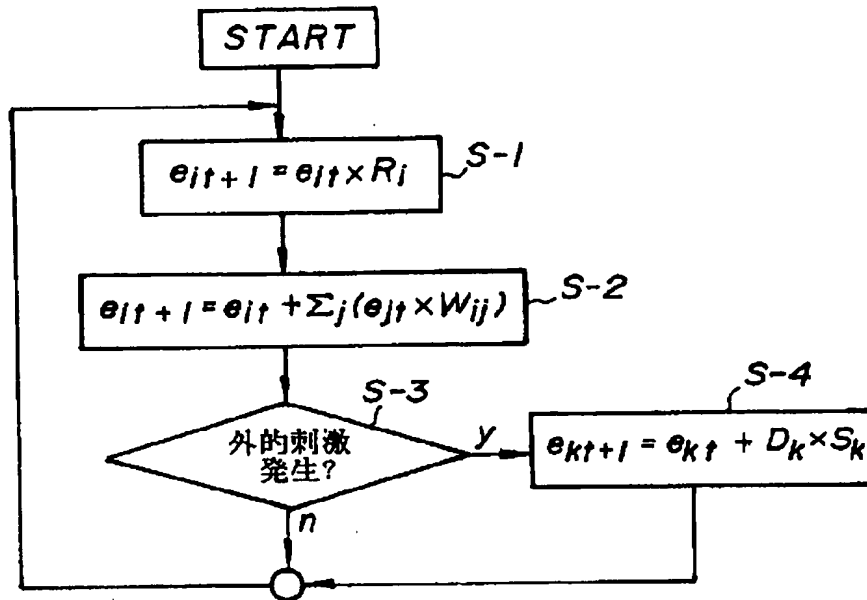 START
e_{it+1} = e_{it} × R_i
S-1
e_{it+1} = e_{it} + Σ_j (e_{jt} × W_{ij})
S-2
S-3
外的刺激
発生?
y
n
S-4
e_{kt+1} = e_{kt} + D_k × S_k